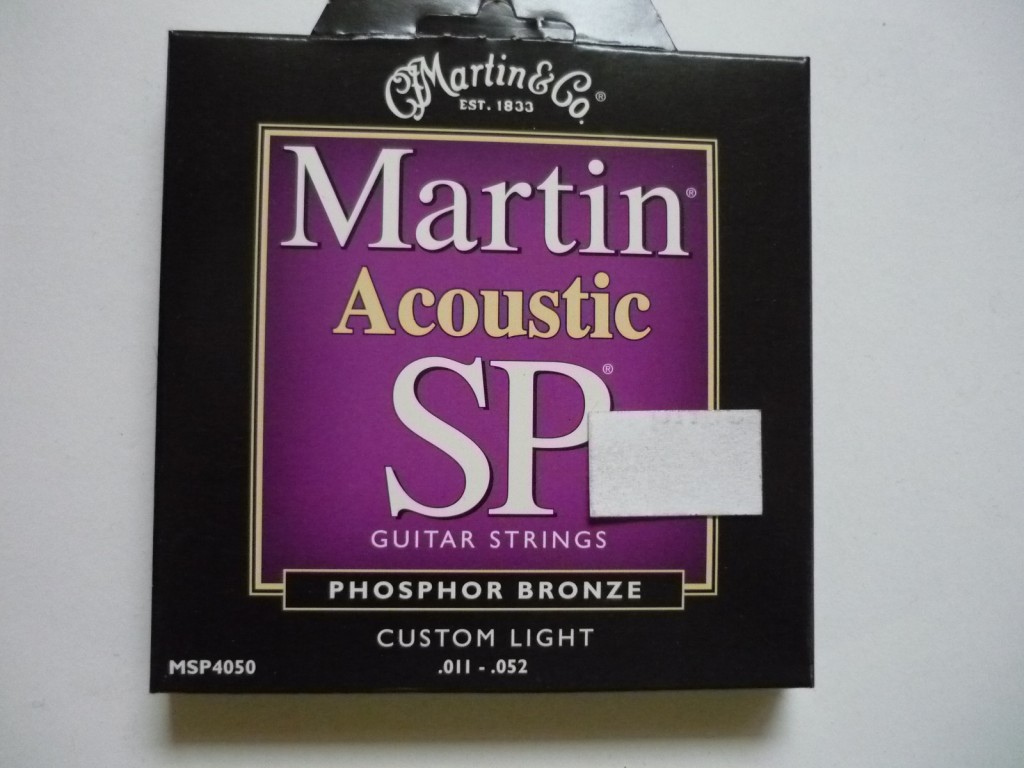 CFMartin & Co.®
EST. 1833
Martin®
Acoustic
SP®
GUITAR STRINGS
PHOSPHOR BRONZE
CUSTOM LIGHT
.011 - .052
MSP4050